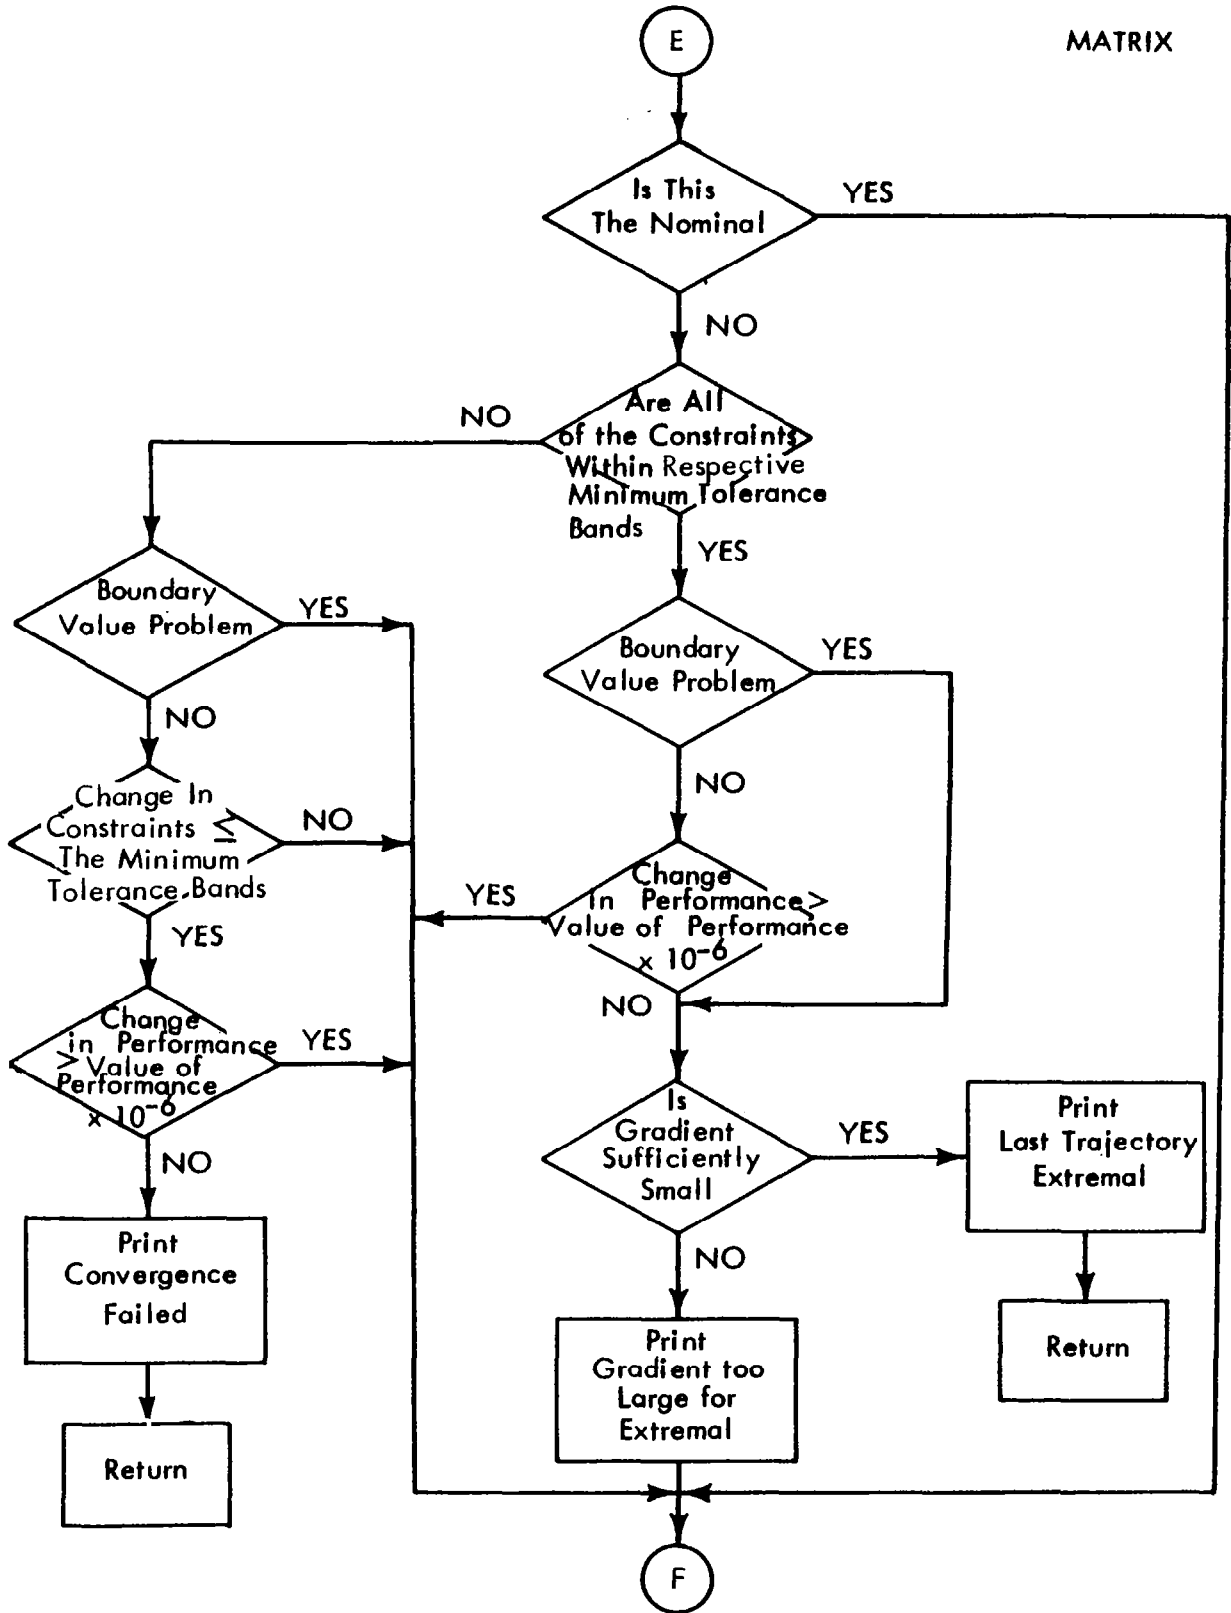 E
MATRIX
Is This
The Nominal
YES
NO
Are All
of the Constraints
Within Respective
Minimum Tolerance
Bands
NO
YES
Boundary
Value Problem
YES
NO
Boundary
Value Problem
YES
NO
Change In
Constraints ≤
The Minimum
Tolerance Bands
NO
YES
Change
In Performance >
Value of Performance
x 10⁻⁶
YES
NO
Change
in Performance
> Value of
Performance
x 10⁻⁶
YES
NO
Is
Gradient
Sufficiently
Small
YES
NO
Print
Last Trajectory
Extremal
Return
Print
Convergence
Failed
Return
Print
Gradient too
Large for
Extremal
F